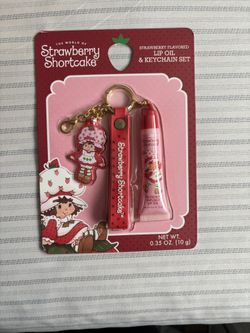 THE WORLD OF
Strawberry
Shortcake
STRAWBERRY FLAVORED
LIP OIL
& KEYCHAIN SET
Strawberry Shortcake
NET WT.
0.35 OZ. (10 g)